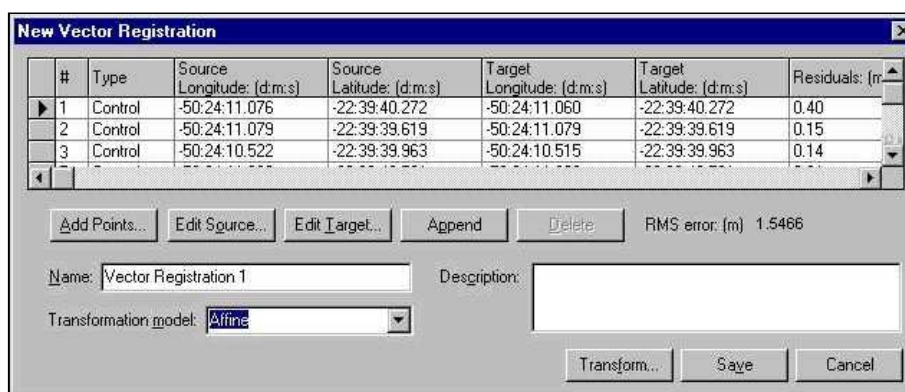 New Vector Registration
# Type Source Longitude: (d:m:s) Source Latitude: (d:m:s) Target Longitude: (d:m:s) Target Latitude: (d:m:s) Residuals: (m
1 Control -50:24:11.076 -22:39:40.272 -50:24:11.060 -22:39:40.272 0.40
2 Control -50:24:11.079 -22:39:39.619 -50:24:11.079 -22:39:39.619 0.15
3 Control -50:24:10.522 -22:39:39.963 -50:24:10.515 -22:39:39.963 0.14
Add Points... Edit Source... Edit Target... Append Delete RMS error: (m) 1.5466
Name: Vector Registration 1 Description:
Transformation model: Affine
Transform... Save Cancel